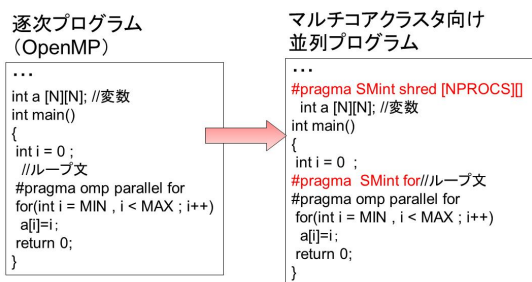 逐次プログラム
（OpenMP）
・・・
int a [N][N]; //変数
int main()
{
int i = 0 ;
//ループ文
#pragma omp parallel for
for(int i = MIN , i < MAX ; i++)
a[i]=i;
return 0;
}
マルチコアクラスタ向け
並列プログラム
・・・
#pragma SMint shred [NPROCS][]
int a [N][N]; //変数
int main()
{
int i = 0 ;
#pragma SMint for//ループ文
#pragma omp parallel for
for(int i = MIN , i < MAX ; i++)
a[i]=i;
return 0;
}